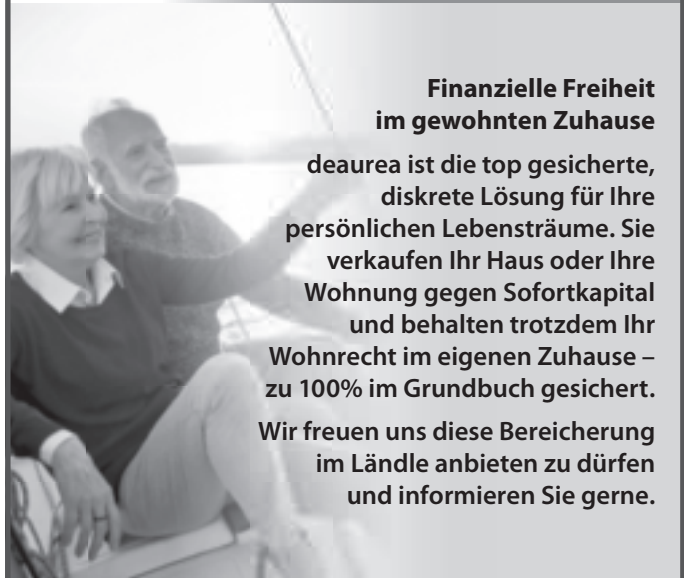 Finanzielle Freiheit
im gewohnten Zuhause
deaurea ist die top gesicherte,
diskrete Lösung für Ihre
persönlichen Lebensträume. Sie
verkaufen Ihr Haus oder Ihre
Wohnung gegen Sofortkapital
und behalten trotzdem Ihr
Wohnrecht im eigenen Zuhause –
zu 100% im Grundbuch gesichert.
Wir freuen uns diese Bereicherung
im Ländle anbieten zu dürfen
und informieren Sie gerne.